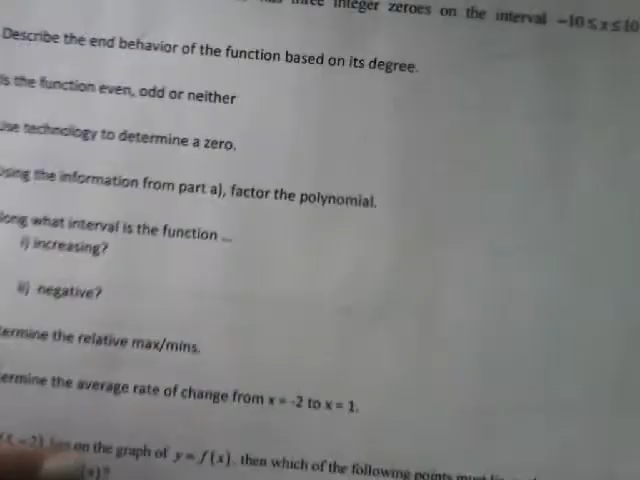 three integer zeroes on the interval −10 ≤ x ≤ 10
Describe the end behavior of the function based on its degree.
Is the function even, odd or neither
Use technology to determine a zero.
Using the information from part a), factor the polynomial.
along what interval is the function ...
i) increasing?
ii) negative?
ermine the relative max/mins.
ermine the average rate of change from x = -2 to x = 1.
on the graph of y = f(x), then which of the following points must